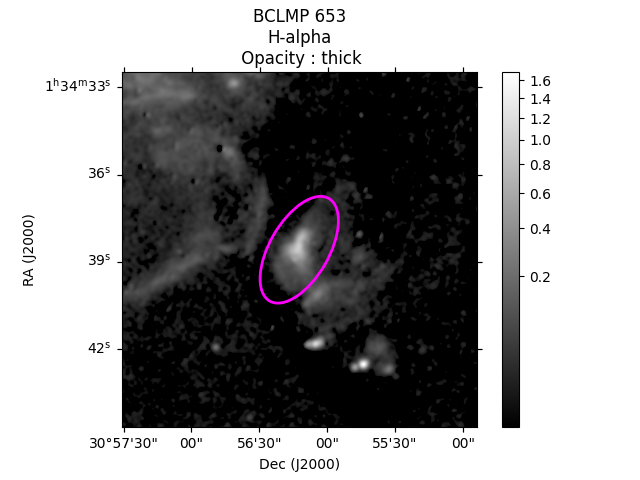 BCLMP 653
H-alpha
Opacity : thick
1ʰ34ᵐ33ˢ
36ˢ
39ˢ
42ˢ
RA (J2000)
30°57'30" 00" 56'30" 00" 55'30" 00"
Dec (J2000)
1.6
1.4
1.2
1.0
0.8
0.6
0.4
0.2